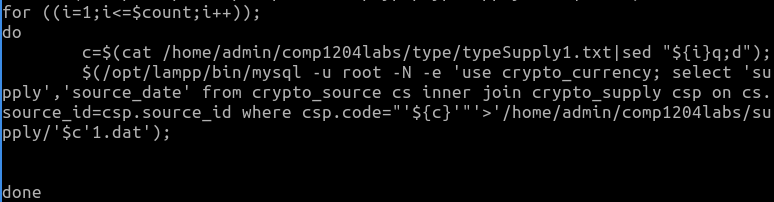 for ((i=1;i<=$count;i++));
do
        c=$(cat /home/admin/comp1204labs/type/typeSupply1.txt|sed "${i}q;d");
        $(/opt/lampp/bin/mysql -u root -N -e 'use crypto_currency; select 'su
pply','source_date' from crypto_source cs inner join crypto_supply csp on cs.
source_id=csp.source_id where csp.code="'${c}'"'>'/home/admin/comp1204labs/su
pply/'$c'1.dat');
done